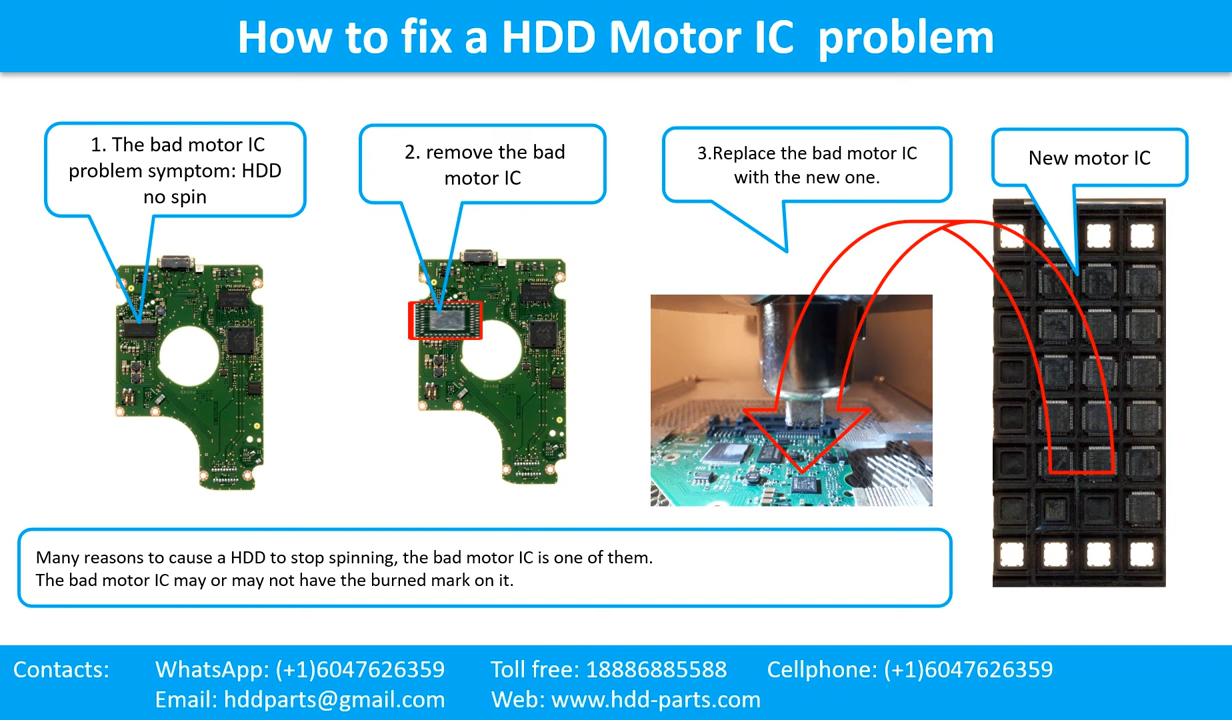 How to fix a HDD Motor IC  problem
1. The bad motor IC
problem symptom: HDD
no spin
2. remove the bad
motor IC
3.Replace the bad motor IC
with the new one.
New motor IC
Many reasons to cause a HDD to stop spinning, the bad motor IC is one of them.
The bad motor IC may or may not have the burned mark on it.
Contacts: WhatsApp: (+1)6047626359 Toll free: 18886885588 Cellphone: (+1)6047626359
Email: hddparts@gmail.com Web: www.hdd-parts.com